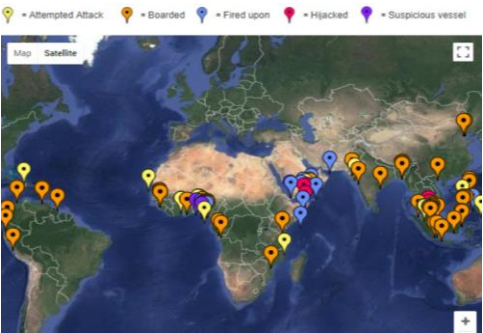 = Attempted Attack = Boarded = Fired upon = Hijacked = Suspicious vessel
Map Satellite
+